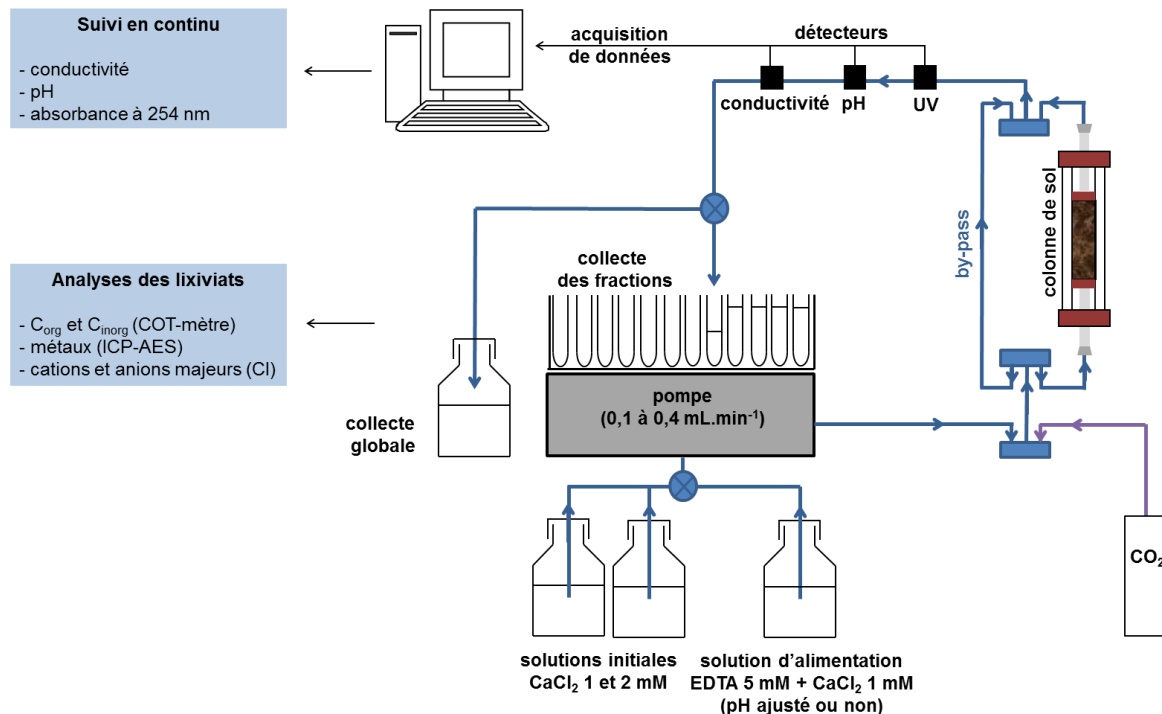 Suivi en continu
- conductivité
- pH
- absorbance à 254 nm
acquisition
de données
détecteurs
conductivité
pH
UV
by-pass
colonne de sol
Analyses des lixiviats
- Corg et Cinorg (COT-mètre)
- métaux (ICP-AES)
- cations et anions majeurs (CI)
collecte
des fractions
collecte
globale
pompe
(0,1 à 0,4 mL.min-1)
CO2
solutions initiales
CaCl2 1 et 2 mM
solution d’alimentation
EDTA 5 mM + CaCl2 1 mM
(pH ajusté ou non)